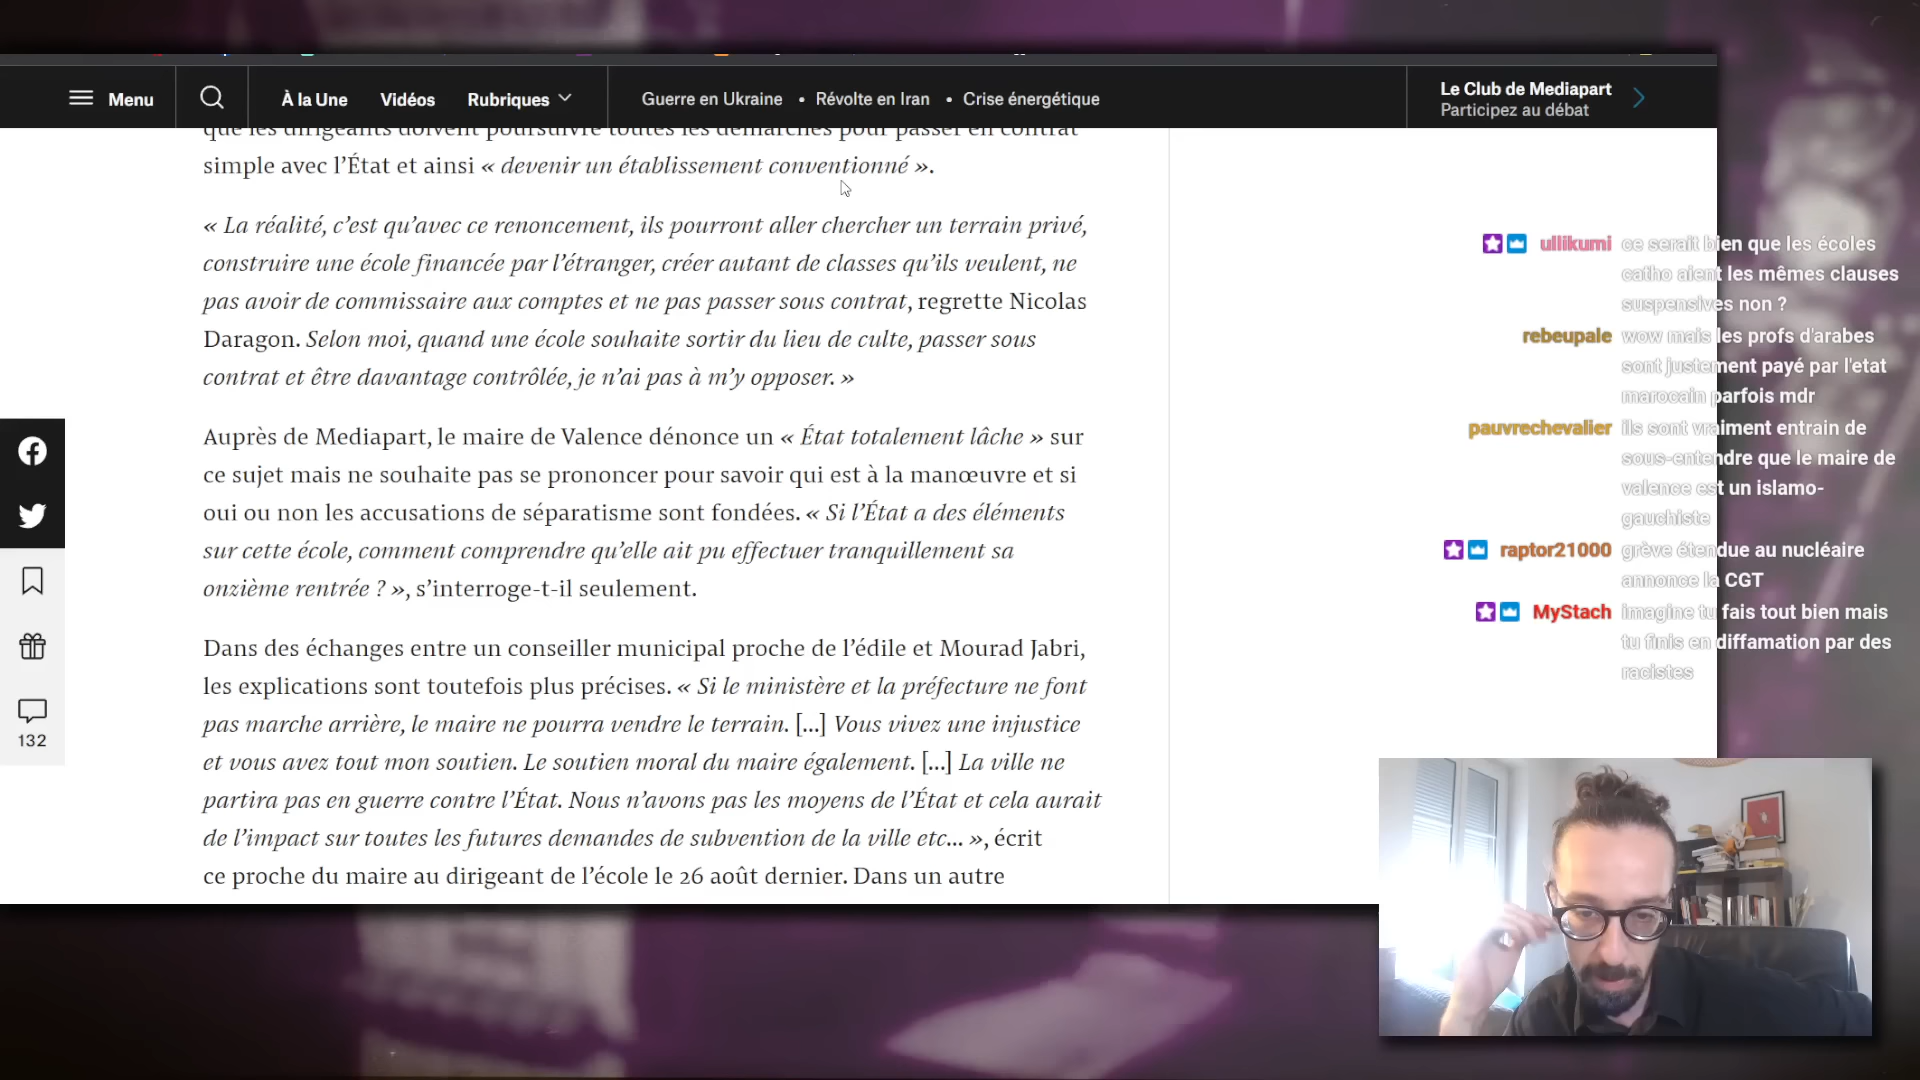 Menu
À la Une
Vidéos
Rubriques
Guerre en Ukraine • Révolte en Iran • Crise énergétique
Le Club de Mediapart
Participez au débat
que les dirigeants doivent poursuivre toutes les démarches pour passer en contrat
simple avec l’État et ainsi « devenir un établissement conventionné ».
« La réalité, c’est qu’avec ce renoncement, ils pourront aller chercher un terrain privé,
construire une école financée par l’étranger, créer autant de classes qu’ils veulent, ne
pas avoir de commissaire aux comptes et ne pas passer sous contrat, regrette Nicolas
Daragon. Selon moi, quand une école souhaite sortir du lieu de culte, passer sous
contrat et être davantage contrôlée, je n’ai pas à m’y opposer. »
Auprès de Mediapart, le maire de Valence dénonce un « État totalement lâche » sur
ce sujet mais ne souhaite pas se prononcer pour savoir qui est à la manœuvre et si
oui ou non les accusations de séparatisme sont fondées. « Si l’État a des éléments
sur cette école, comment comprendre qu’elle ait pu effectuer tranquillement sa
onzième rentrée ? », s’interroge-t-il seulement.
Dans des échanges entre un conseiller municipal proche de l’édile et Mourad Jabri,
les explications sont toutefois plus précises. « Si le ministère et la préfecture ne font
pas marche arrière, le maire ne pourra vendre le terrain. [...] Vous vivez une injustice
et vous avez tout mon soutien. Le soutien moral du maire également. [...] La ville ne
partira pas en guerre contre l’État. Nous n’avons pas les moyens de l’État et cela aurait
de l’impact sur toutes les futures demandes de subvention de la ville etc... », écrit
ce proche du maire au dirigeant de l’école le 26 août dernier. Dans un autre
132
ullikumi ce serait bien que les écoles
catho aient les mêmes clauses
suspensives non ?
rebeupale wow mais les profs d'arabes
sont justement payé par l'etat
marocain parfois mdr
pauvrechevalier ils sont vraiment entrain de
sous-entendre que le maire de
valence est un islamo-
gauchiste
raptor21000 grève étendue au nucléaire
annonce la CGT
MyStach imagine tu fais tout bien mais
tu finis en diffamation par des
racistes